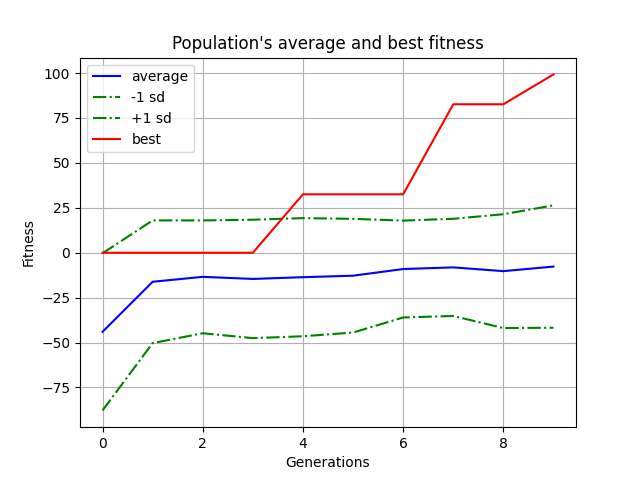 Population's average and best fitness
average
-1 sd
+1 sd
best
100
75
50
25
0
−25
−50
−75
Fitness
0 2 4 6 8
Generations